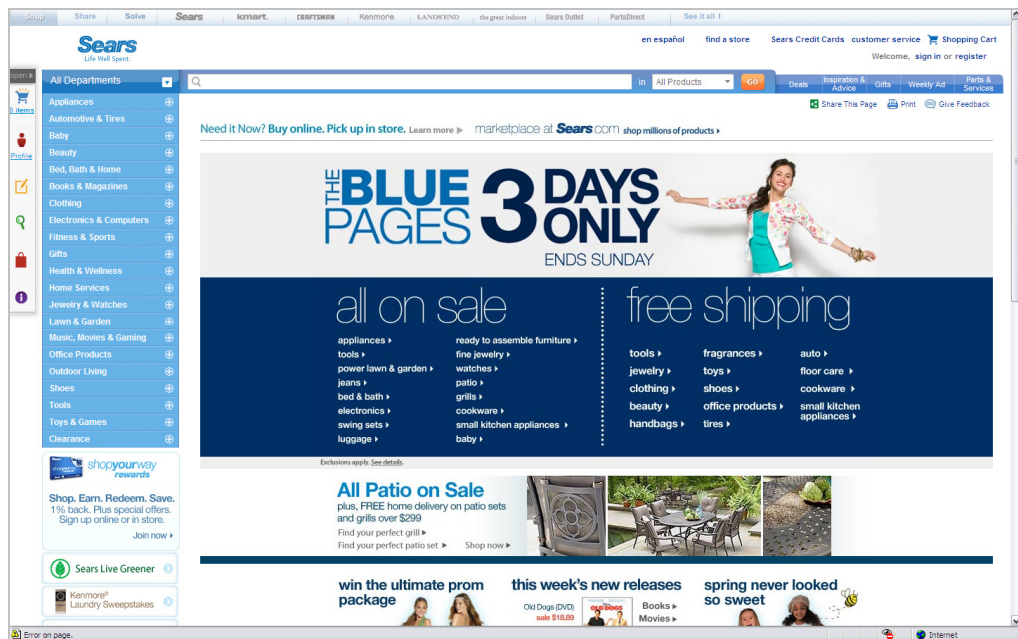 Shop Share Solve Sears kmart. CRAFTSMAN Kenmore LANDS'END the great indoors Sears Outlet PartsDirect See it all !
Sears
Life Well Spent.
en español find a store Sears Credit Cards customer service Shopping Cart
Welcome, sign in or register
open
0 items
Profile
All Departments
in All Products GO
Deals Inspiration & Advice Gifts Weekly Ad Parts & Services
Share This Page Print Give Feedback
Appliances
Automotive & Tires
Baby
Beauty
Bed, Bath & Home
Books & Magazines
Clothing
Electronics & Computers
Fitness & Sports
Gifts
Health & Wellness
Home Services
Jewelry & Watches
Lawn & Garden
Music, Movies & Gaming
Office Products
Outdoor Living
Shoes
Tools
Toys & Games
Clearance
shopyourway
rewards
Shop. Earn. Redeem. Save.
1% back. Plus special offers.
Sign up online or in store.
Join now
Sears Live Greener
Kenmore®
Laundry Sweepstakes
Need it Now? Buy online. Pick up in store. Learn more marketplace at Sears.com shop millions of products
THE BLUE PAGES
3 DAYS ONLY
ENDS SUNDAY
all on sale
appliances
tools
power lawn & garden
jeans
bed & bath
electronics
swing sets
luggage
ready to assemble furniture
fine jewelry
watches
patio
grills
cookware
small kitchen appliances
baby
free shipping
tools
jewelry
clothing
beauty
handbags
fragrances
toys
shoes
office products
tires
auto
floor care
cookware
small kitchen
appliances
Exclusions apply. See details.
All Patio on Sale
plus, FREE home delivery on patio sets
and grills over $299
Find your perfect grill
Find your perfect patio set Shop now
win the ultimate prom
package
this week's new releases
Old Dogs (DVD)
sale $18.89
OLD DOGS
Books
Movies
spring never looked
so sweet
Error on page.
Internet